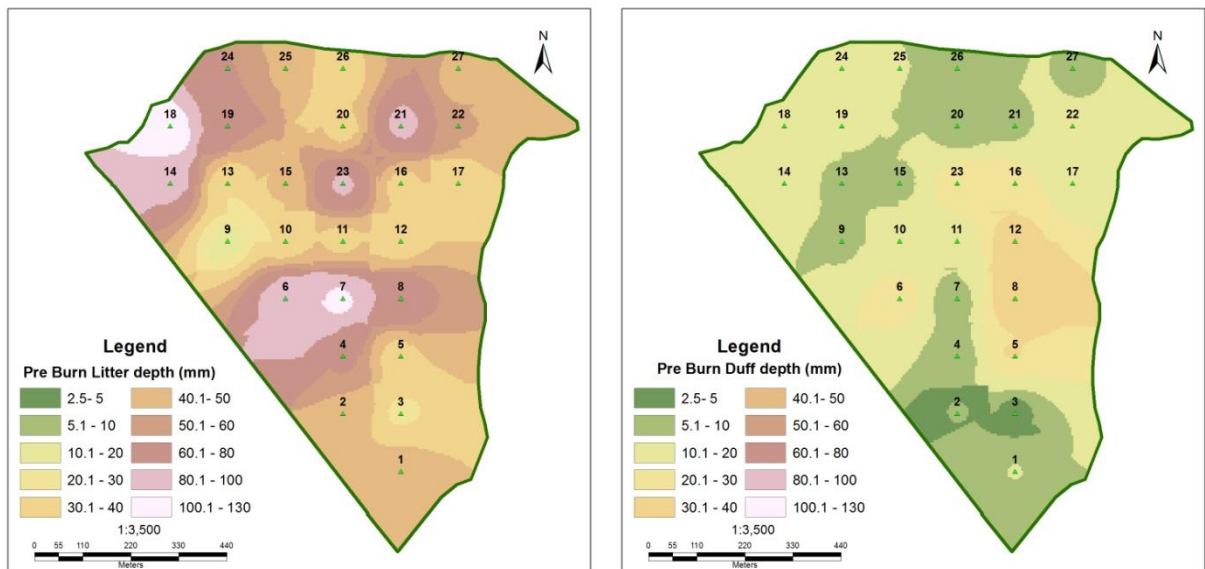 N
24 25 26 27
18 19 20 21 22
14 13 15 23 16 17
9 10 11 12
6 7 8
4 5
2 3
1
Legend
Pre Burn Litter depth (mm)
2.5- 5 40.1- 50
5.1 - 10 50.1 - 60
10.1 - 20 60.1 - 80
20.1 - 30 80.1 - 100
30.1 - 40 100.1 - 130
1:3,500
0 55 110 220 330 440
Meters
N
24 25 26 27
18 19 20 21 22
14 13 15 23 16 17
9 10 11 12
6 7 8
4 5
2 3
1
Legend
Pre Burn Duff depth (mm)
2.5- 5 40.1- 50
5.1 - 10 50.1 - 60
10.1 - 20 60.1 - 80
20.1 - 30 80.1 - 100
30.1 - 40 100.1 - 130
1:3,500
0 55 110 220 330 440
Meters